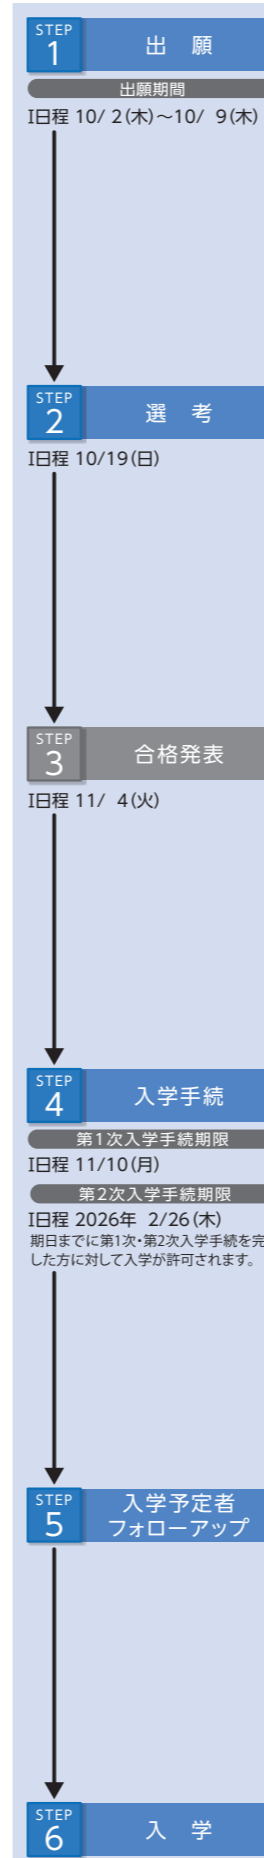 STEP
1
出 願
出願期間
I日程 10/ 2(木)～10/ 9(木)
STEP
2
選 考
I日程 10/19(日)
STEP
3
合格発表
I日程 11/ 4(火)
STEP
4
入学手続
第1次入学手続期限
I日程 11/10(月)
第2次入学手続期限
I日程 2026年 2/26(木)
期日までに第1次・第2次入学手続を完
した方に対して入学が許可されます。
STEP
5
入学予定者
フォローアップ
STEP
6
入 学